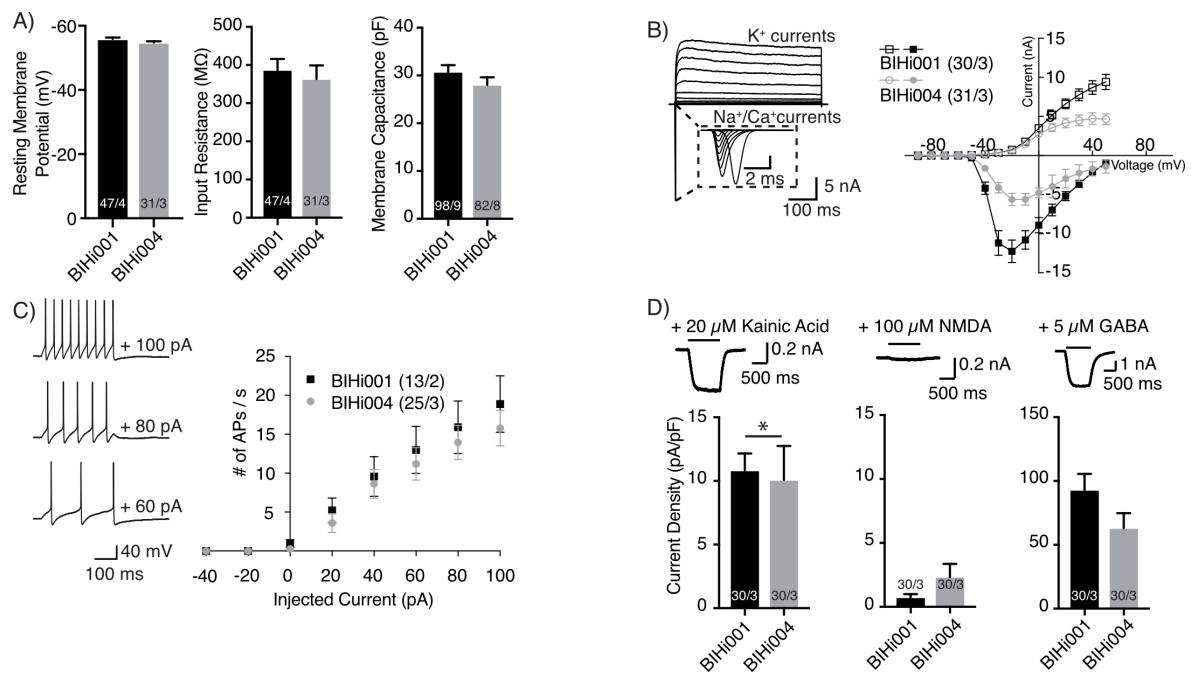 A)
-60
-40
-20
0
Resting Membrane
Potential (mV)
47/4
31/3
BIHi001
BIHi004
500
400
300
200
100
0
Input Resistance (MΩ)
47/4
31/3
BIHi001
BIHi004
40
30
20
10
0
Membrane Capacitance (pF)
98/9
82/8
BIHi001
BIHi004
B)
K+ currents
Na+/Ca+currents
2 ms
5 nA
100 ms
BIHi001 (30/3)
BIHi004 (31/3)
Current (nA)
15
10
5
-80
-40
40
80
Voltage (mV)
-5
-10
-15
C)
+ 100 pA
+ 80 pA
+ 60 pA
40 mV
100 ms
25
20
15
10
5
# of APs / s
BIHi001 (13/2)
BIHi004 (25/3)
-40 -20 0 20 40 60 80 100
Injected Current (pA)
D)
+ 20 µM Kainic Acid
0.2 nA
500 ms
+ 100 µM NMDA
0.2 nA
500 ms
+ 5 µM GABA
1 nA
500 ms
15
10
5
0
Current Density (pA/pF)
*
30/3
30/3
BIHi001
BIHi004
15
10
5
0
30/3
30/3
BIHi001
BIHi004
150
100
50
0
30/3
30/3
BIHi001
BIHi004